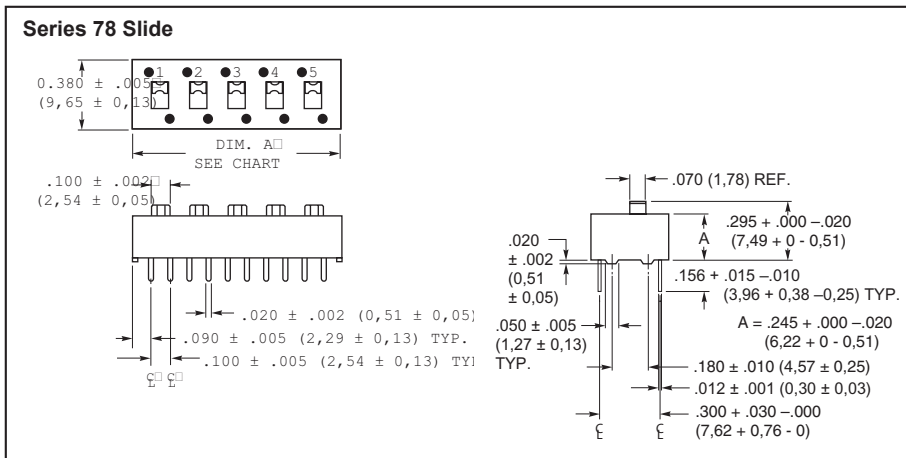 Series 78 Slide
1 2 3 4 5
0.380 ± .005□
(9,65 ± 0,13)
DIM. A□
SEE CHART
.100 ± .002□
(2,54 ± 0,05)
.020 ± .002 (0,51 ± 0,05)
.090 ± .005 (2,29 ± 0,13) TYP.
.100 ± .005 (2,54 ± 0,13) TYP
℄□ ℄□
.070 (1,78) REF.
A
.295 + .000 –.020
(7,49 + 0 - 0,51)
.020
± .002
(0,51
± 0,05)
.156 + .015 –.010
(3,96 + 0,38 –0,25) TYP.
.050 ± .005
(1,27 ± 0,13)
TYP.
A = .245 + .000 –.020
(6,22 + 0 - 0,51)
.180 ± .010 (4,57 ± 0,25)
.012 ± .001 (0,30 ± 0,03)
.300 + .030 –.000
(7,62 + 0,76 - 0)
℄ ℄